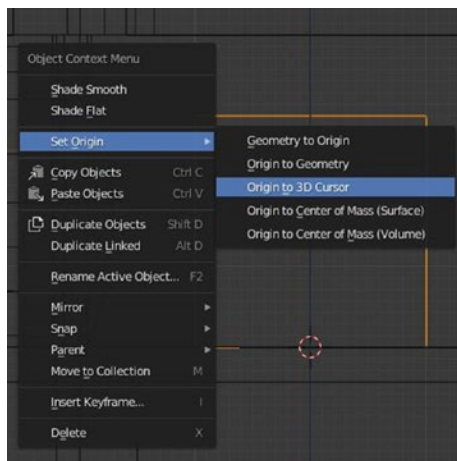 Object Context Menu
Shade Smooth
Shade Flat
Set Origin
Geometry to Origin
Origin to Geometry
Origin to 3D Cursor
Origin to Center of Mass (Surface)
Origin to Center of Mass (Volume)
Copy Objects Ctrl C
Paste Objects Ctrl V
Duplicate Objects Shift D
Duplicate Linked Alt D
Rename Active Object... F2
Mirror
Snap
Parent
Move to Collection M
Insert Keyframe... I
Delete X